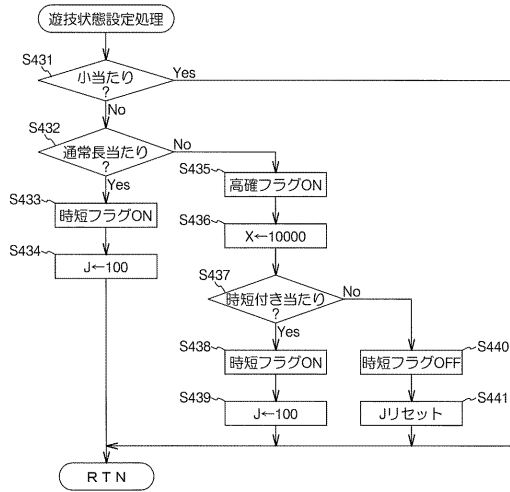 遊技状態設定処理
S431
小当たり
?
Yes
No
S432
通常長当たり
?
No
Yes
S433
時短フラグON
S434
J←100
S435
高確フラグON
S436
X←10000
S437
時短付き当たり
?
No
Yes
S438
時短フラグON
S439
J←100
S440
時短フラグOFF
S441
Jリセット
RTN